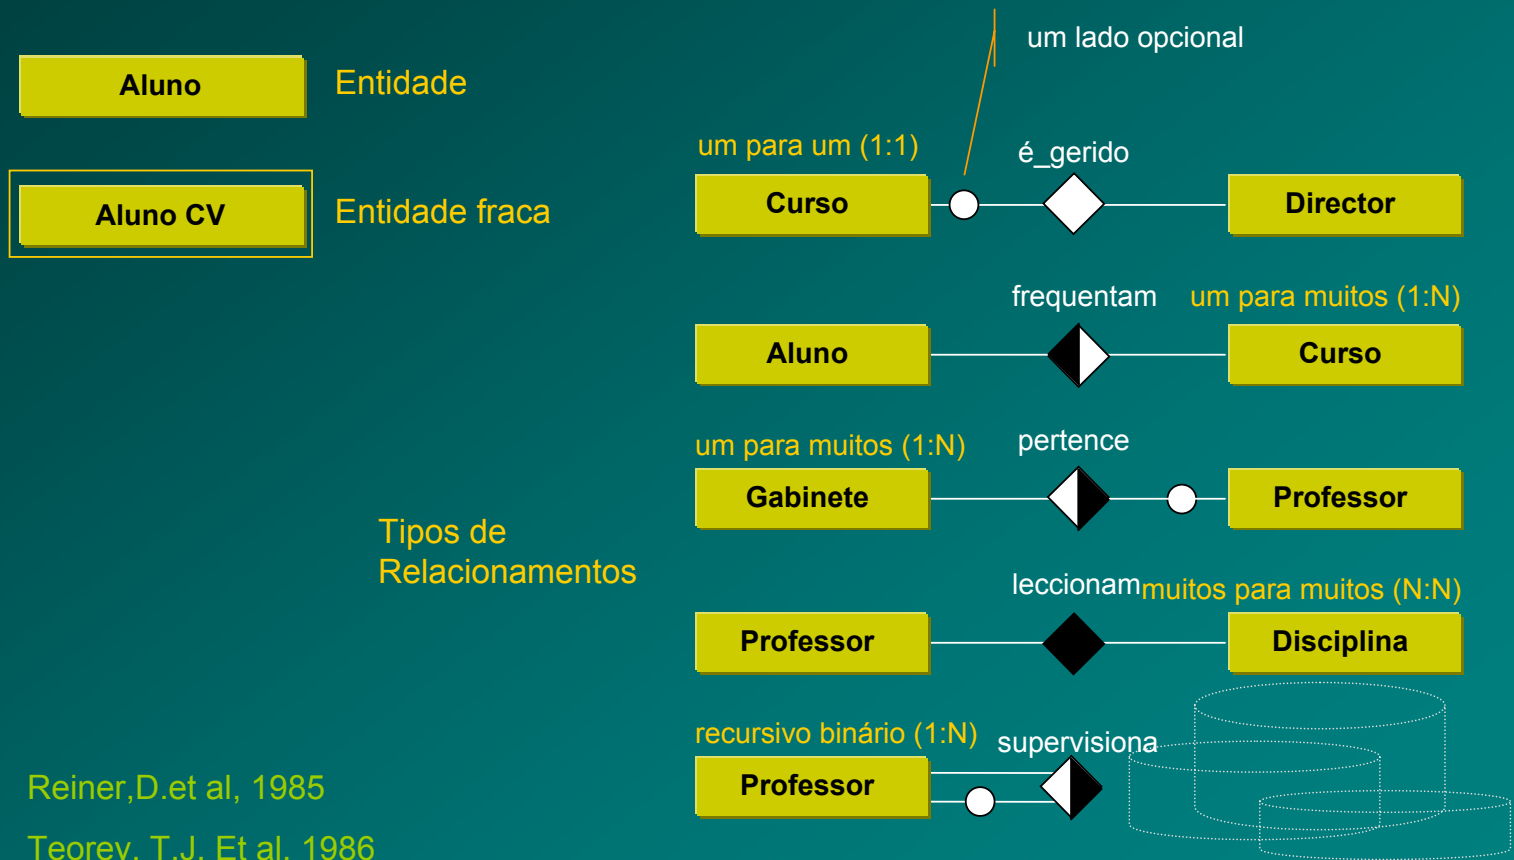 um lado opcional
Aluno
Entidade
um para um (1:1)
é_gerido
Curso
Director
Aluno CV
Entidade fraca
frequentam
um para muitos (1:N)
Aluno
Curso
um para muitos (1:N)
pertence
Gabinete
Professor
Tipos de
Relacionamentos
leccionam
muitos para muitos (N:N)
Professor
Disciplina
recursivo binário (1:N)
supervisiona
Professor
Reiner,D.et al, 1985
Teorey, T.J. Et al. 1986